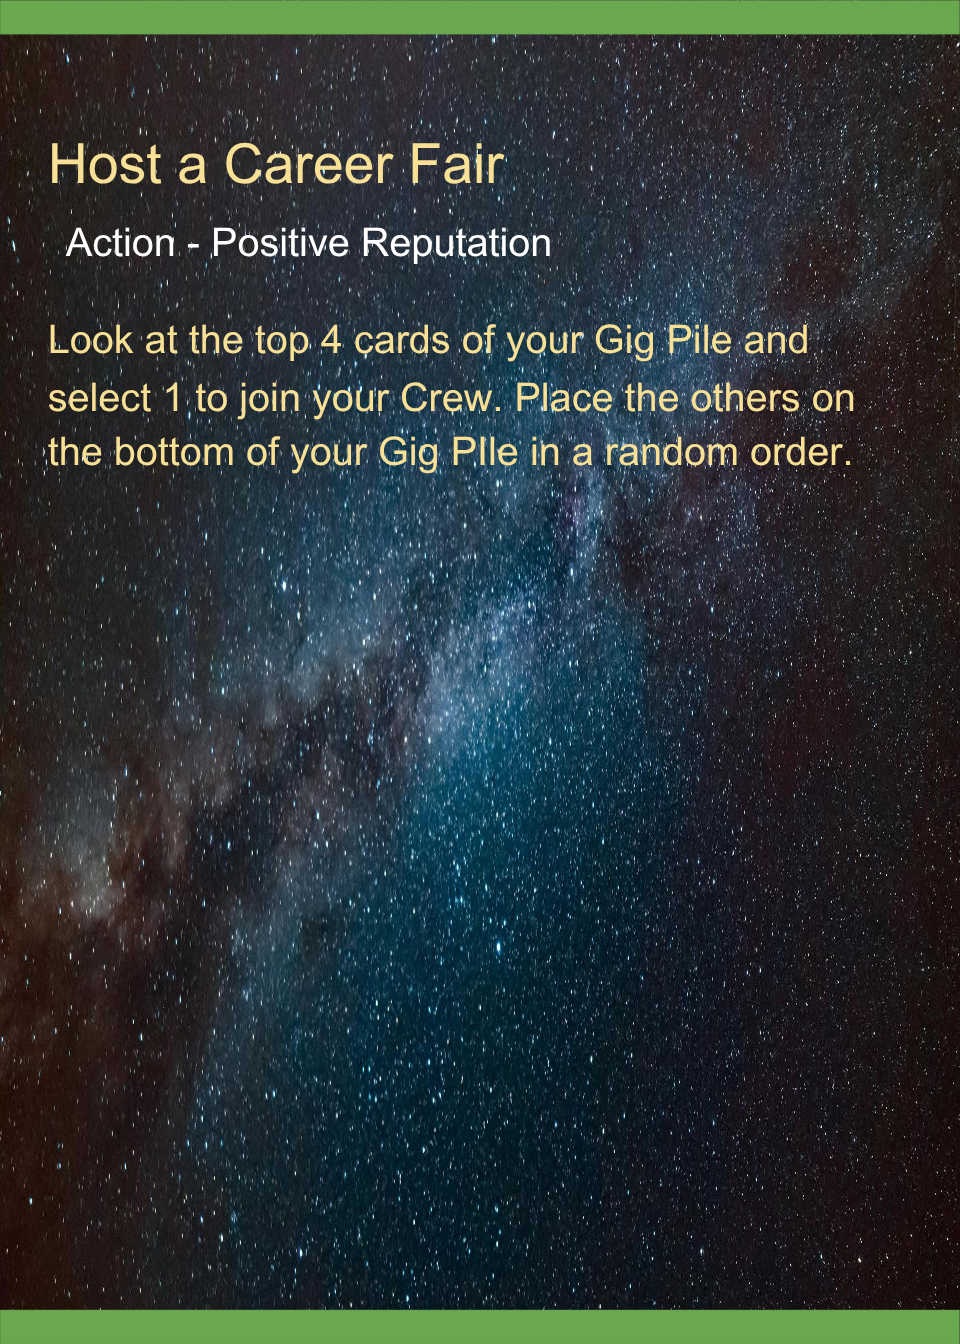 Host a Career Fair
Action - Positive Reputation
Look at the top 4 cards of your Gig Pile and
select 1 to join your Crew. Place the others on
the bottom of your Gig PIle in a random order.